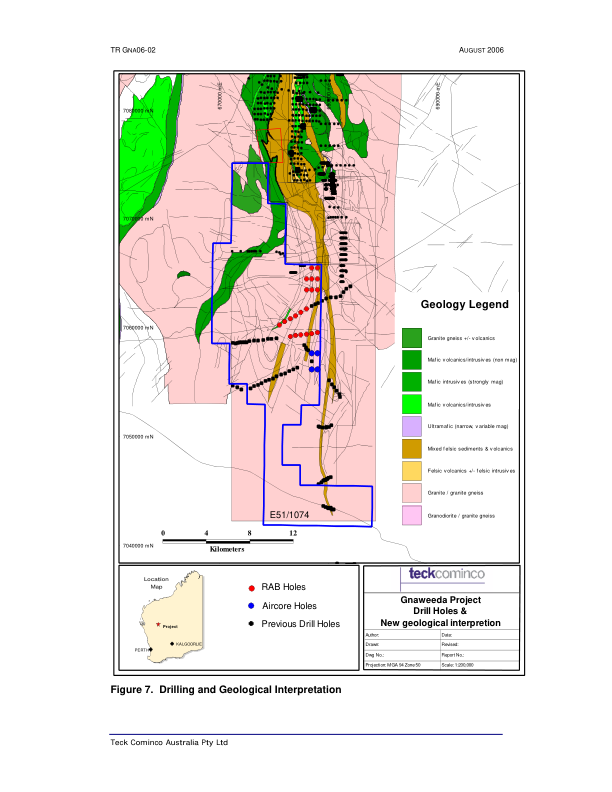 TR GNA06-02
AUGUST 2006
670000 mN
690000 mN
7080000 mN
7070000 mN
7060000 mN
7050000 mN
7040000 mN
Geology Legend
Granite gneiss +/- volcanics
Mafic volcanics/intrusives (non mag)
Mafic intrusives (strongly mag)
Mafic volcanics/intrusives
Ultramafic (narrow, variable mag)
Mixed felsic sediments & volcanics
Felsic volcanics +/- felsic intrusives
Granite / granite gneiss
Granodiorite / granite gneiss
E51/1074
0 4 8 12
Kilometers
Location
Map
Project
KALGOORLIE
PERTH
RAB Holes
Aircore Holes
Previous Drill Holes
teckcominco
Gnaweeda Project
Drill Holes &
New geological interpretion
Author:
Date:
Drawn:
Revised:
Dwg No.:
Report No.:
Projection: MGA 94 Zone 50
Scale: 1:200,000
Figure 7. Drilling and Geological Interpretation
Teck Cominco Australia Pty Ltd